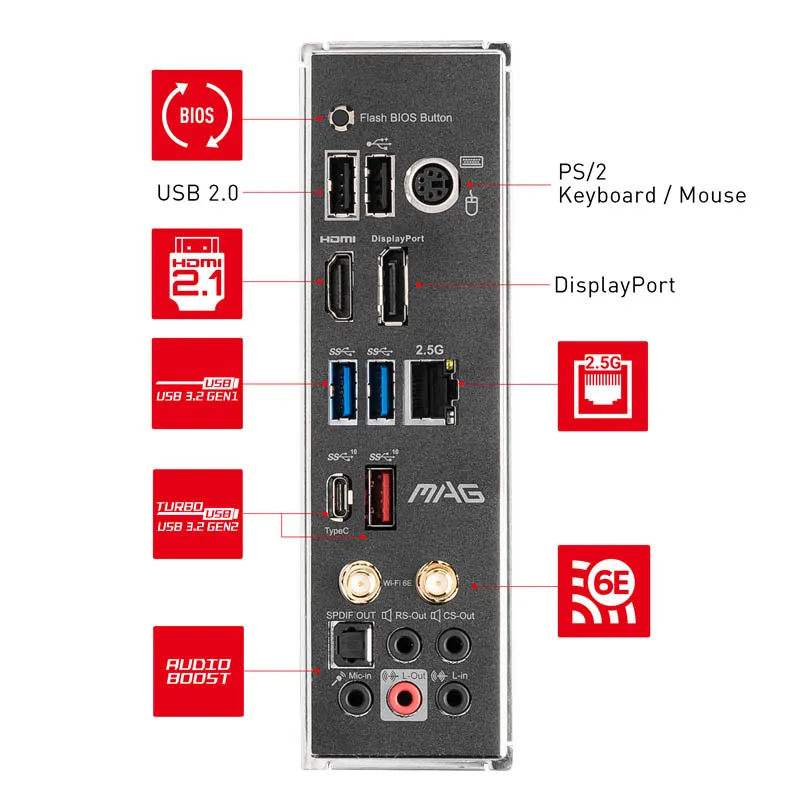 BIOS
Flash BIOS Button
USB 2.0
PS/2
Keyboard / Mouse
HDMI
2.1
HDMI
DisplayPort
DisplayPort
USB
USB 3.2 GEN1
SS
SS
2.5G
2.5G
TURBO USB
USB 3.2 GEN2
SS 10
SS 10
TypeC
MAG
Wi-Fi 6E
6E
SPDIF OUT
RS-Out
CS-Out
AUDIO
BOOST
Mic-in
L-Out
L-in